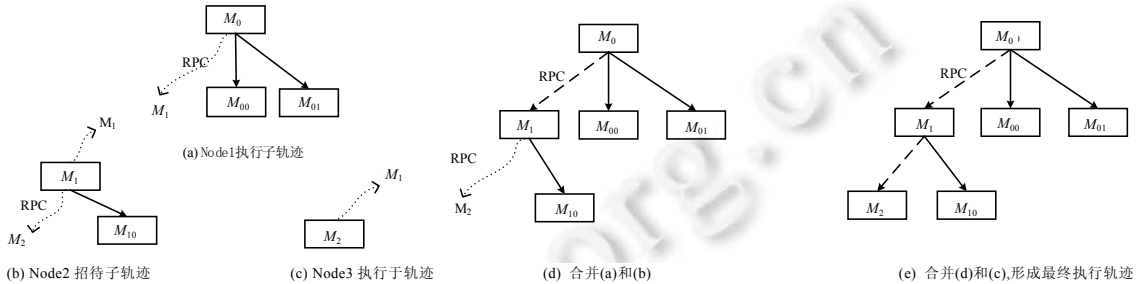 M₀
RPC
M₁
M₀₀
M₀₁
(a) Node1执行子轨迹
M₁
M₁
RPC
M₂
M₁₀
(b) Node2 招待子轨迹
M₁
M₂
(c) Node3 执行于轨迹
M₀
RPC
M₁
M₀₀
M₀₁
RPC
M₂
M₁₀
(d) 合并(a)和(b)
M₀
RPC
M₁
M₀₀
M₀₁
M₂
M₁₀
(e) 合并(d)和(c),形成最终执行轨迹
org.cn